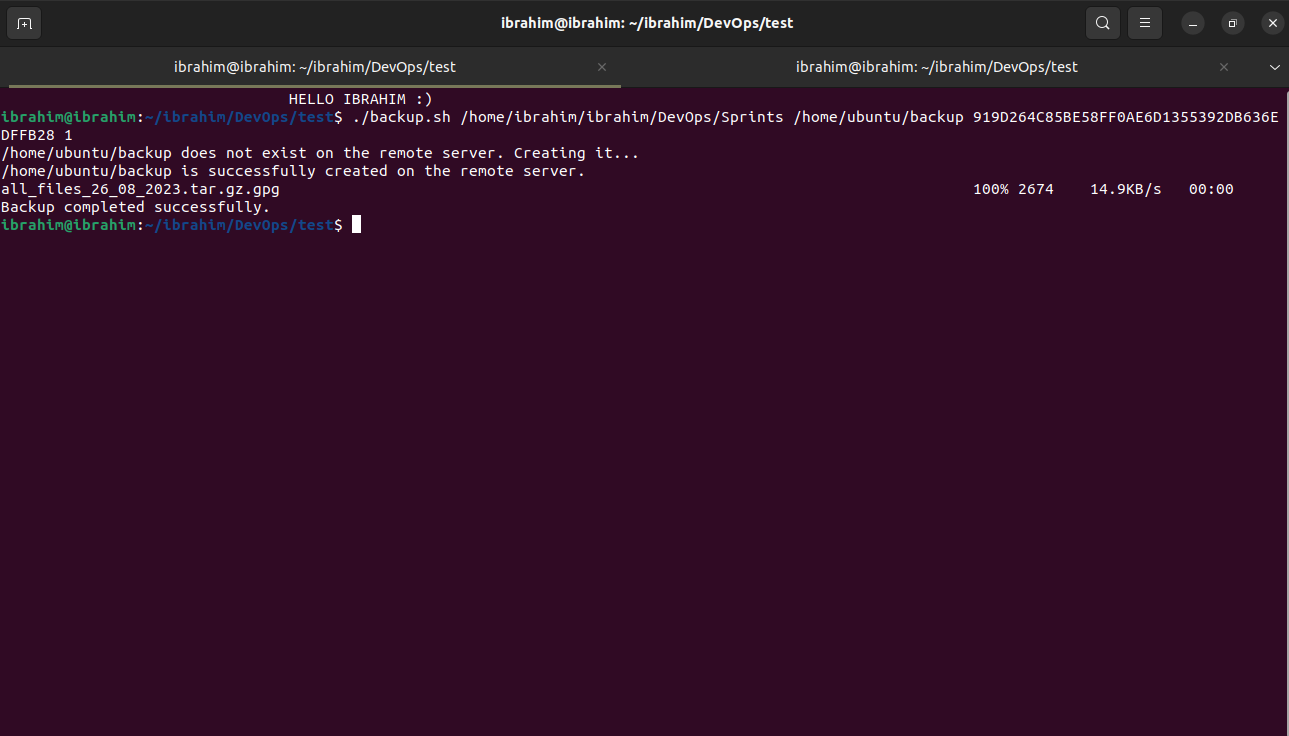 ibrahim@ibrahim: ~/ibrahim/DevOps/test
ibrahim@ibrahim: ~/ibrahim/DevOps/test
ibrahim@ibrahim: ~/ibrahim/DevOps/test
HELLO IBRAHIM :)
ibrahim@ibrahim:~/ibrahim/DevOps/test$ ./backup.sh /home/ibrahim/ibrahim/DevOps/Sprints /home/ubuntu/backup 919D264C85BE58FF0AE6D1355392DB636E
DFFB28 1
/home/ubuntu/backup does not exist on the remote server. Creating it...
/home/ubuntu/backup is successfully created on the remote server.
all_files_26_08_2023.tar.gz.gpg 100% 2674 14.9KB/s 00:00
Backup completed successfully.
ibrahim@ibrahim:~/ibrahim/DevOps/test$